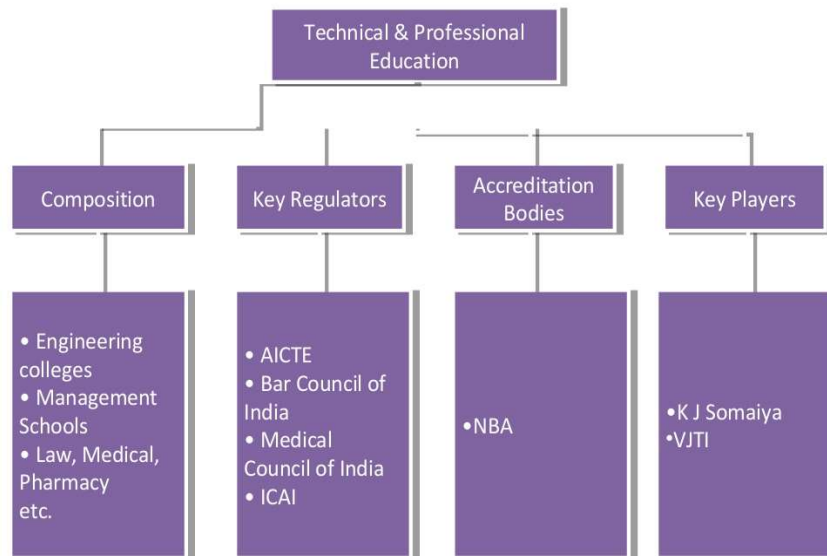 Technical & Professional
Education
Composition
Key Regulators
Accreditation
Bodies
Key Players
• Engineering
colleges
• Management
Schools
• Law, Medical,
Pharmacy
etc.
• AICTE
• Bar Council of
India
• Medical
Council of India
• ICAI
•NBA
•K J Somaiya
•VJTI